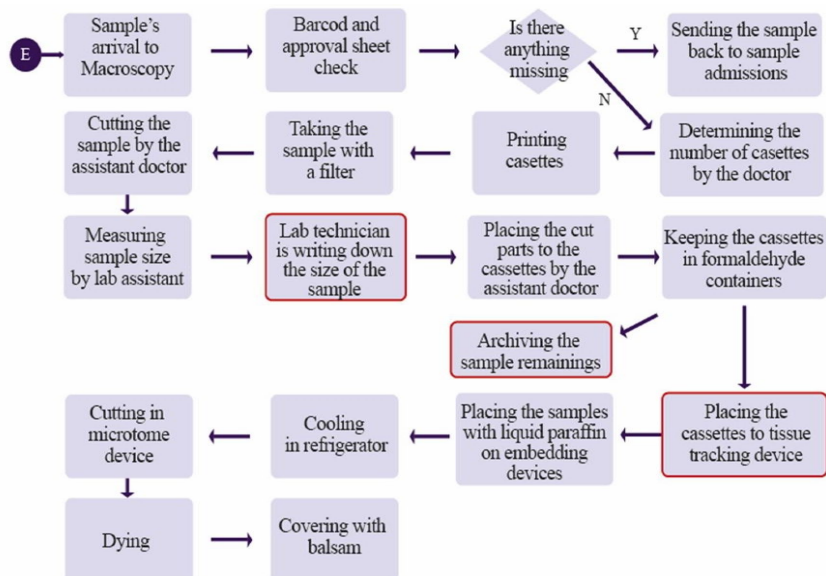 E
Sample's
arrival to
Macroscopy
Barcod and
approval sheet
check
Is there
anything
missing
Y
Sending the
sample
back to sample
admissions
N
Cutting the
sample by the
assistant doctor
Taking the
sample with
a filter
Printing
casettes
Determining the
number of casettes
by the doctor
Measuring
sample size
by lab assistant
Lab technician
is writing down
the size of the
sample
Placing the cut
parts to the
cassettes by the
assistant doctor
Keeping the cassettes
in formaldehyde
containers
Archiving the
sample remainings
Cutting in
microtome
device
Cooling
in refrigerator
Placing the samples
with liquid paraffin
on embedding
devices
Placing the
cassettes to tissue
tracking device
Dying
Covering with
balsam